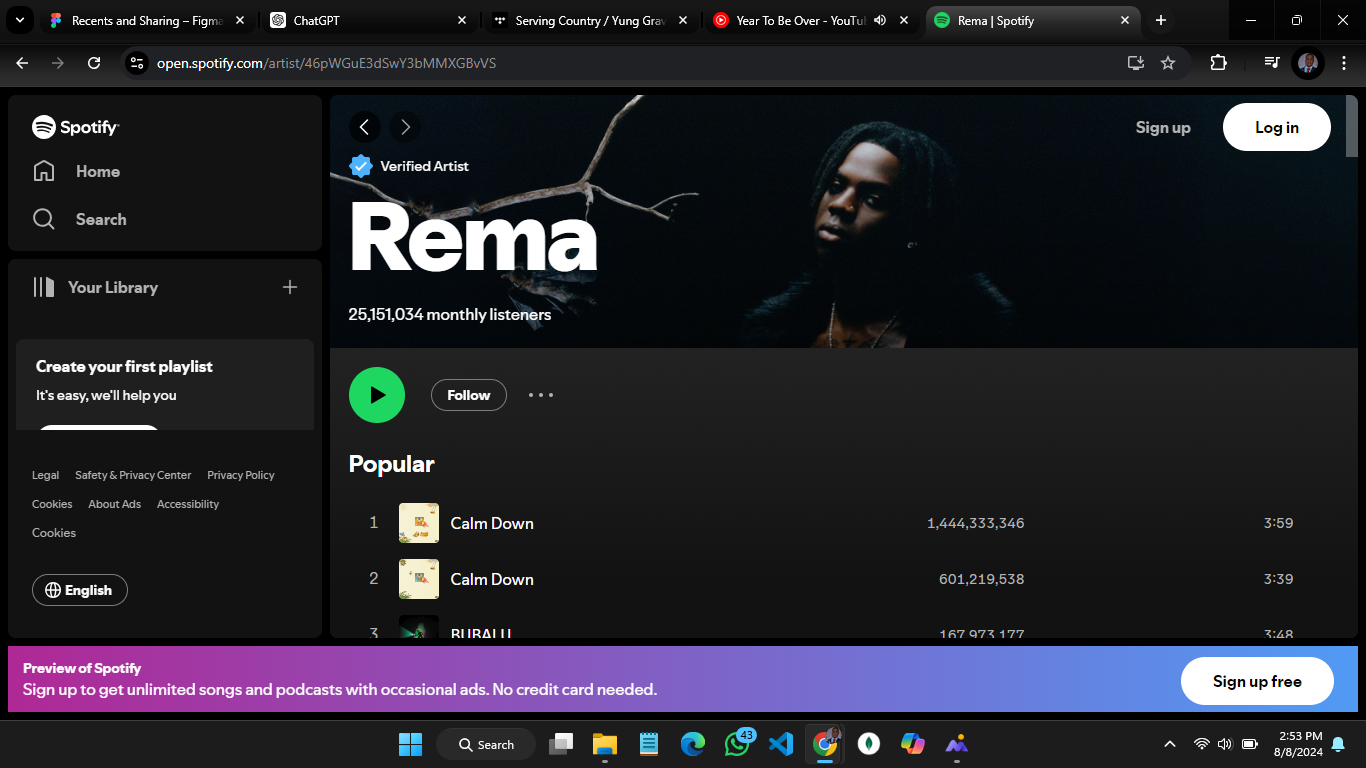 Recents and Sharing – Figma
ChatGPT
Serving Country / Yung Grav
Year To Be Over - YouTu
Rema | Spotify
open.spotify.com/artist/46pWGuE3dSwY3bMMXGBvVS
Spotify
Home
Search
Your Library
Create your first playlist
It's easy, we'll help you
Legal Safety & Privacy Center Privacy Policy
Cookies About Ads Accessibility
Cookies
English
Sign up
Log in
Verified Artist
Rema
25,151,034 monthly listeners
Follow
Popular
1 Calm Down 1,444,333,346 3:59
2 Calm Down 601,219,538 3:39
3 BUBALU 167,973,177 3:48
Preview of Spotify
Sign up to get unlimited songs and podcasts with occasional ads. No credit card needed.
Sign up free
Search
43
2:53 PM
8/8/2024